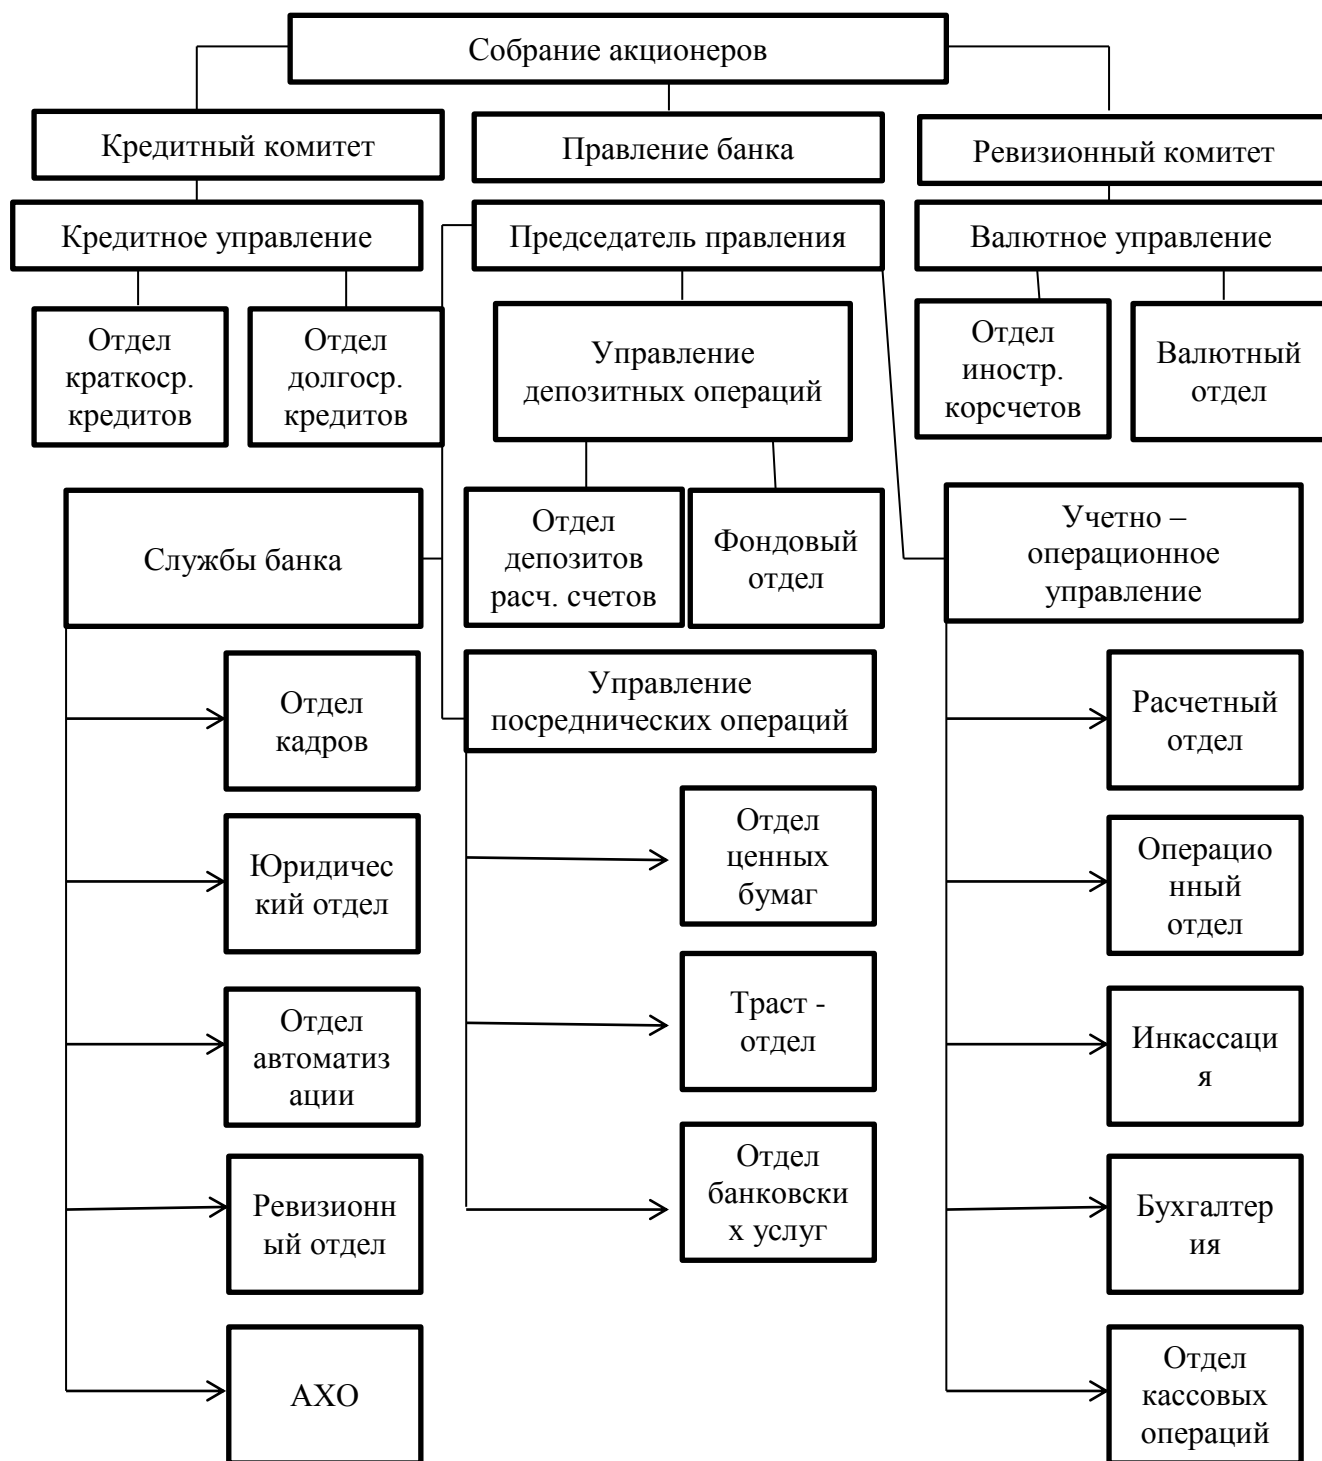 Собрание акционеров
Кредитный комитет
Правление банка
Ревизионный комитет
Кредитное управление
Председатель правления
Валютное управление
Отдел
краткоср.
кредитов
Отдел
долгоср.
кредитов
Управление
депозитных операций
Отдел
иностр.
корсчетов
Валютный
отдел
Службы банка
Отдел
депозитов
расч. счетов
Фондовый
отдел
Учетно –
операционное
управление
Отдел
кадров
Юридичес
кий отдел
Отдел
автоматиз
ации
Ревизионн
ый отдел
АХО
Управление
посреднических операций
Отдел
ценных
бумаг
Траст -
отдел
Отдел
банковски
х услуг
Расчетный
отдел
Операцио
нный
отдел
Инкассаци
я
Бухгалтер
ия
Отдел
кассовых
операций